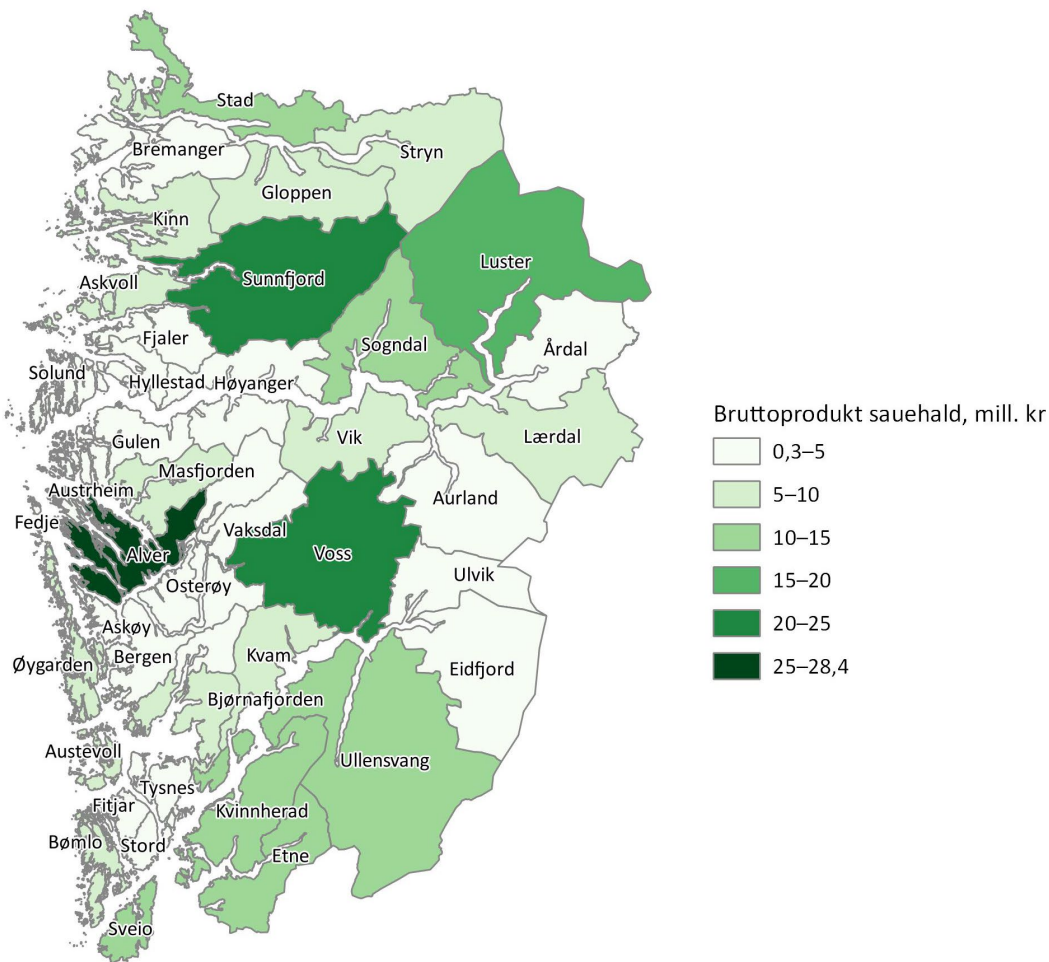 Stad
Bremanger
Stryn
Gloppen
Kinn
Luster
Sunnfjord
Askvoll
Fjaler
Sogndal
Årdal
Solund
Hyllestad
Høyanger
Gulen
Vik
Lærdal
Masfjorden
Austrheim
Aurland
Fedje
Vaksdal
Alver
Voss
Osterøy
Ulvik
Askøy
Bergen
Kvam
Øygarden
Eidfjord
Bjørnafjorden
Austevoll
Ullensvang
Tysnes
Fitjar
Kvinnherad
Bømlo
Stord
Etne
Sveio
Bruttoprodukt sauehald, mill. kr
0,3–5
5–10
10–15
15–20
20–25
25–28,4